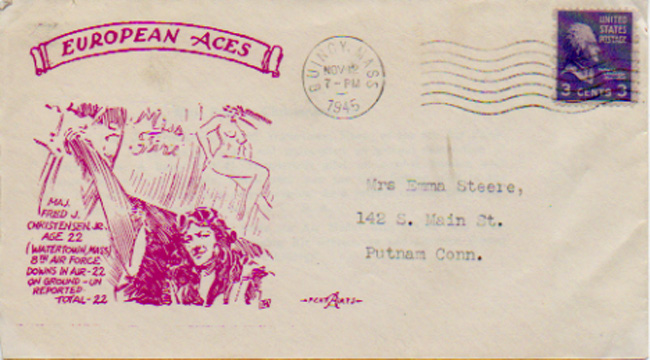 EUROPEAN ACES
QUINCY, MASS
NOV 12
7-PM
1945
UNITED
STATES
POSTAGE
3 CENTS 3
Miss
Fire
MAJ.
FRED J.
CHRISTENSEN, JR.
AGE 22
(WATERTOWN, MASS)
8TH AIR FORCE
DOWNS IN AIR - 22
ON GROUND - UN
REPORTED
TOTAL - 22
Mrs Emma Steere,
142 S. Main St.
Putnam Conn.